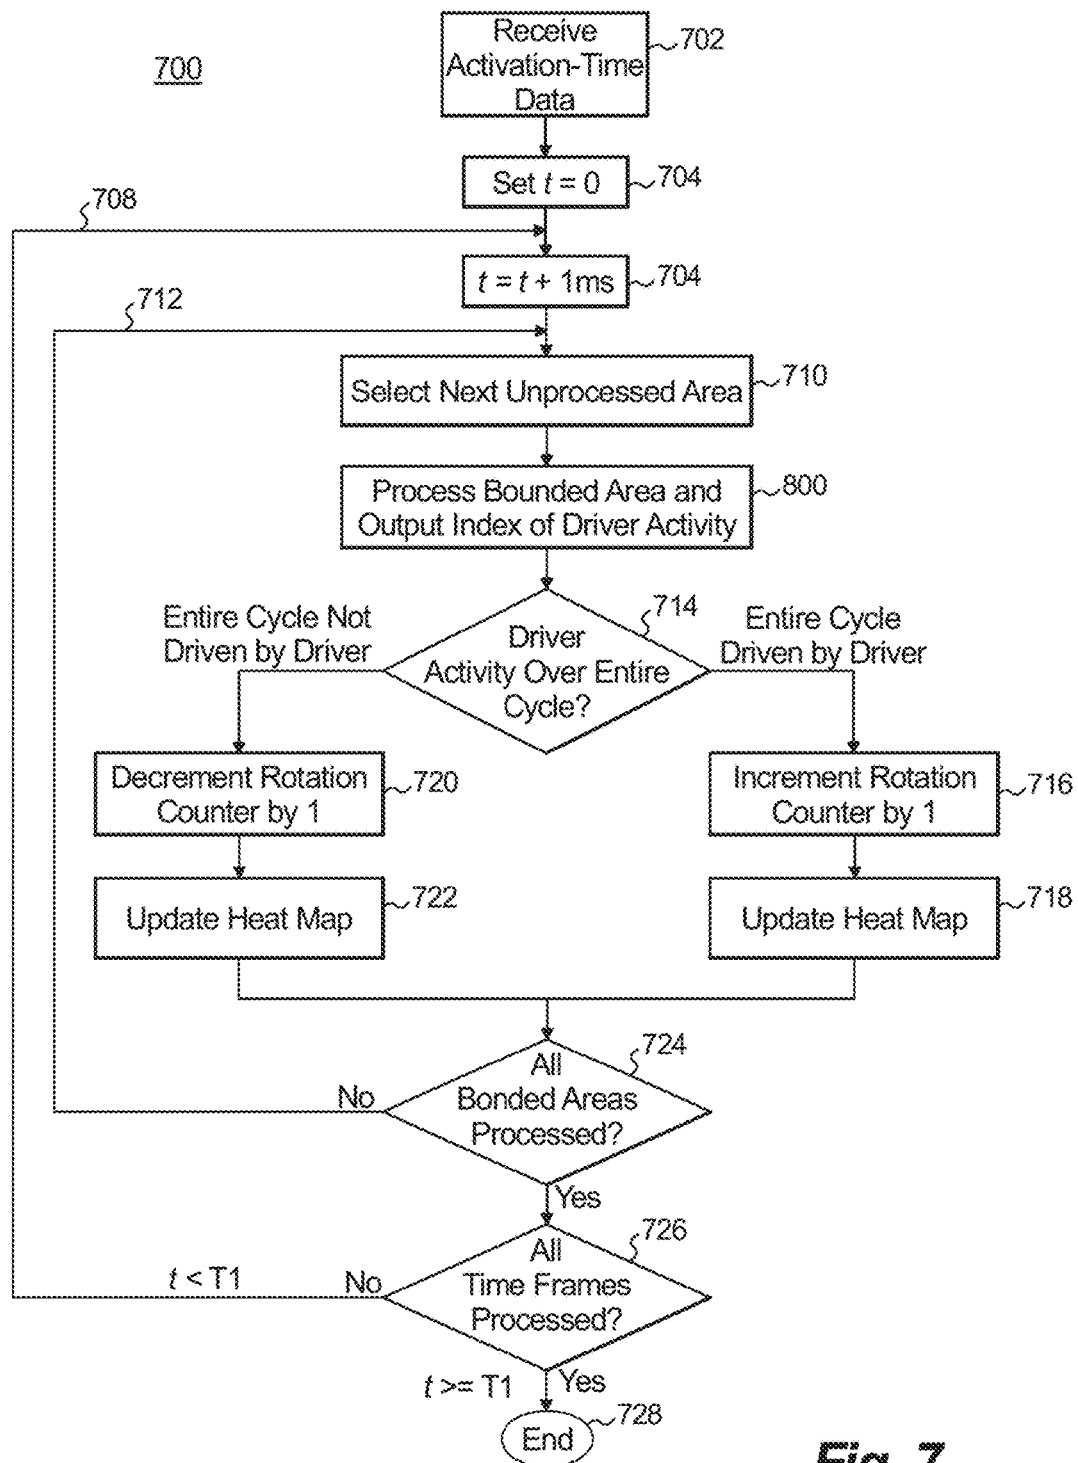 700
Receive
Activation-Time
Data
702
Set t = 0
704
708
t = t + 1ms
704
712
Select Next Unprocessed Area
710
Process Bounded Area and
Output Index of Driver Activity
800
Entire Cycle Not
Driven by Driver
Driver
Activity Over Entire
Cycle?
714
Entire Cycle
Driven by Driver
Decrement Rotation
Counter by 1
720
Increment Rotation
Counter by 1
716
Update Heat Map
722
Update Heat Map
718
All
Bonded Areas
Processed?
724
No
Yes
All
Time Frames
Processed?
726
t < T1
No
t >= T1
Yes
End
728
Fig. 7